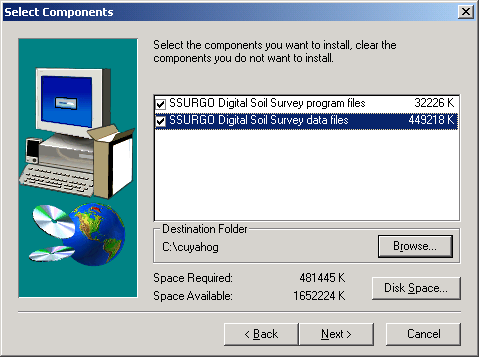 Select Components
Select the components you want to install, clear the
components you do not want to install.
SSURGO Digital Soil Survey program files 32226 K
SSURGO Digital Soil Survey data files 449218 K
Destination Folder
C:\cuyahog
Browse...
Space Required: 481445 K
Space Available: 1652224 K
Disk Space...
< Back Next > Cancel